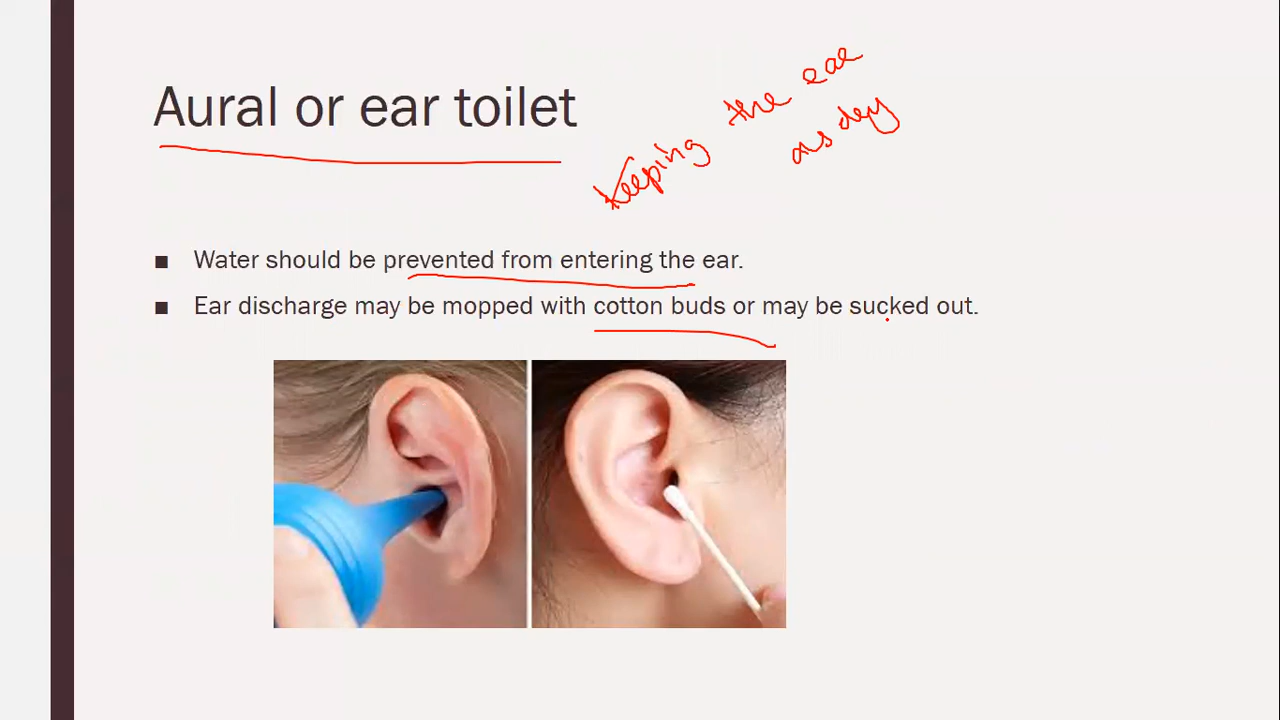 Aural or ear toilet
keeping the ear
as dry
■ Water should be prevented from entering the ear.
■ Ear discharge may be mopped with cotton buds or may be sucked out.